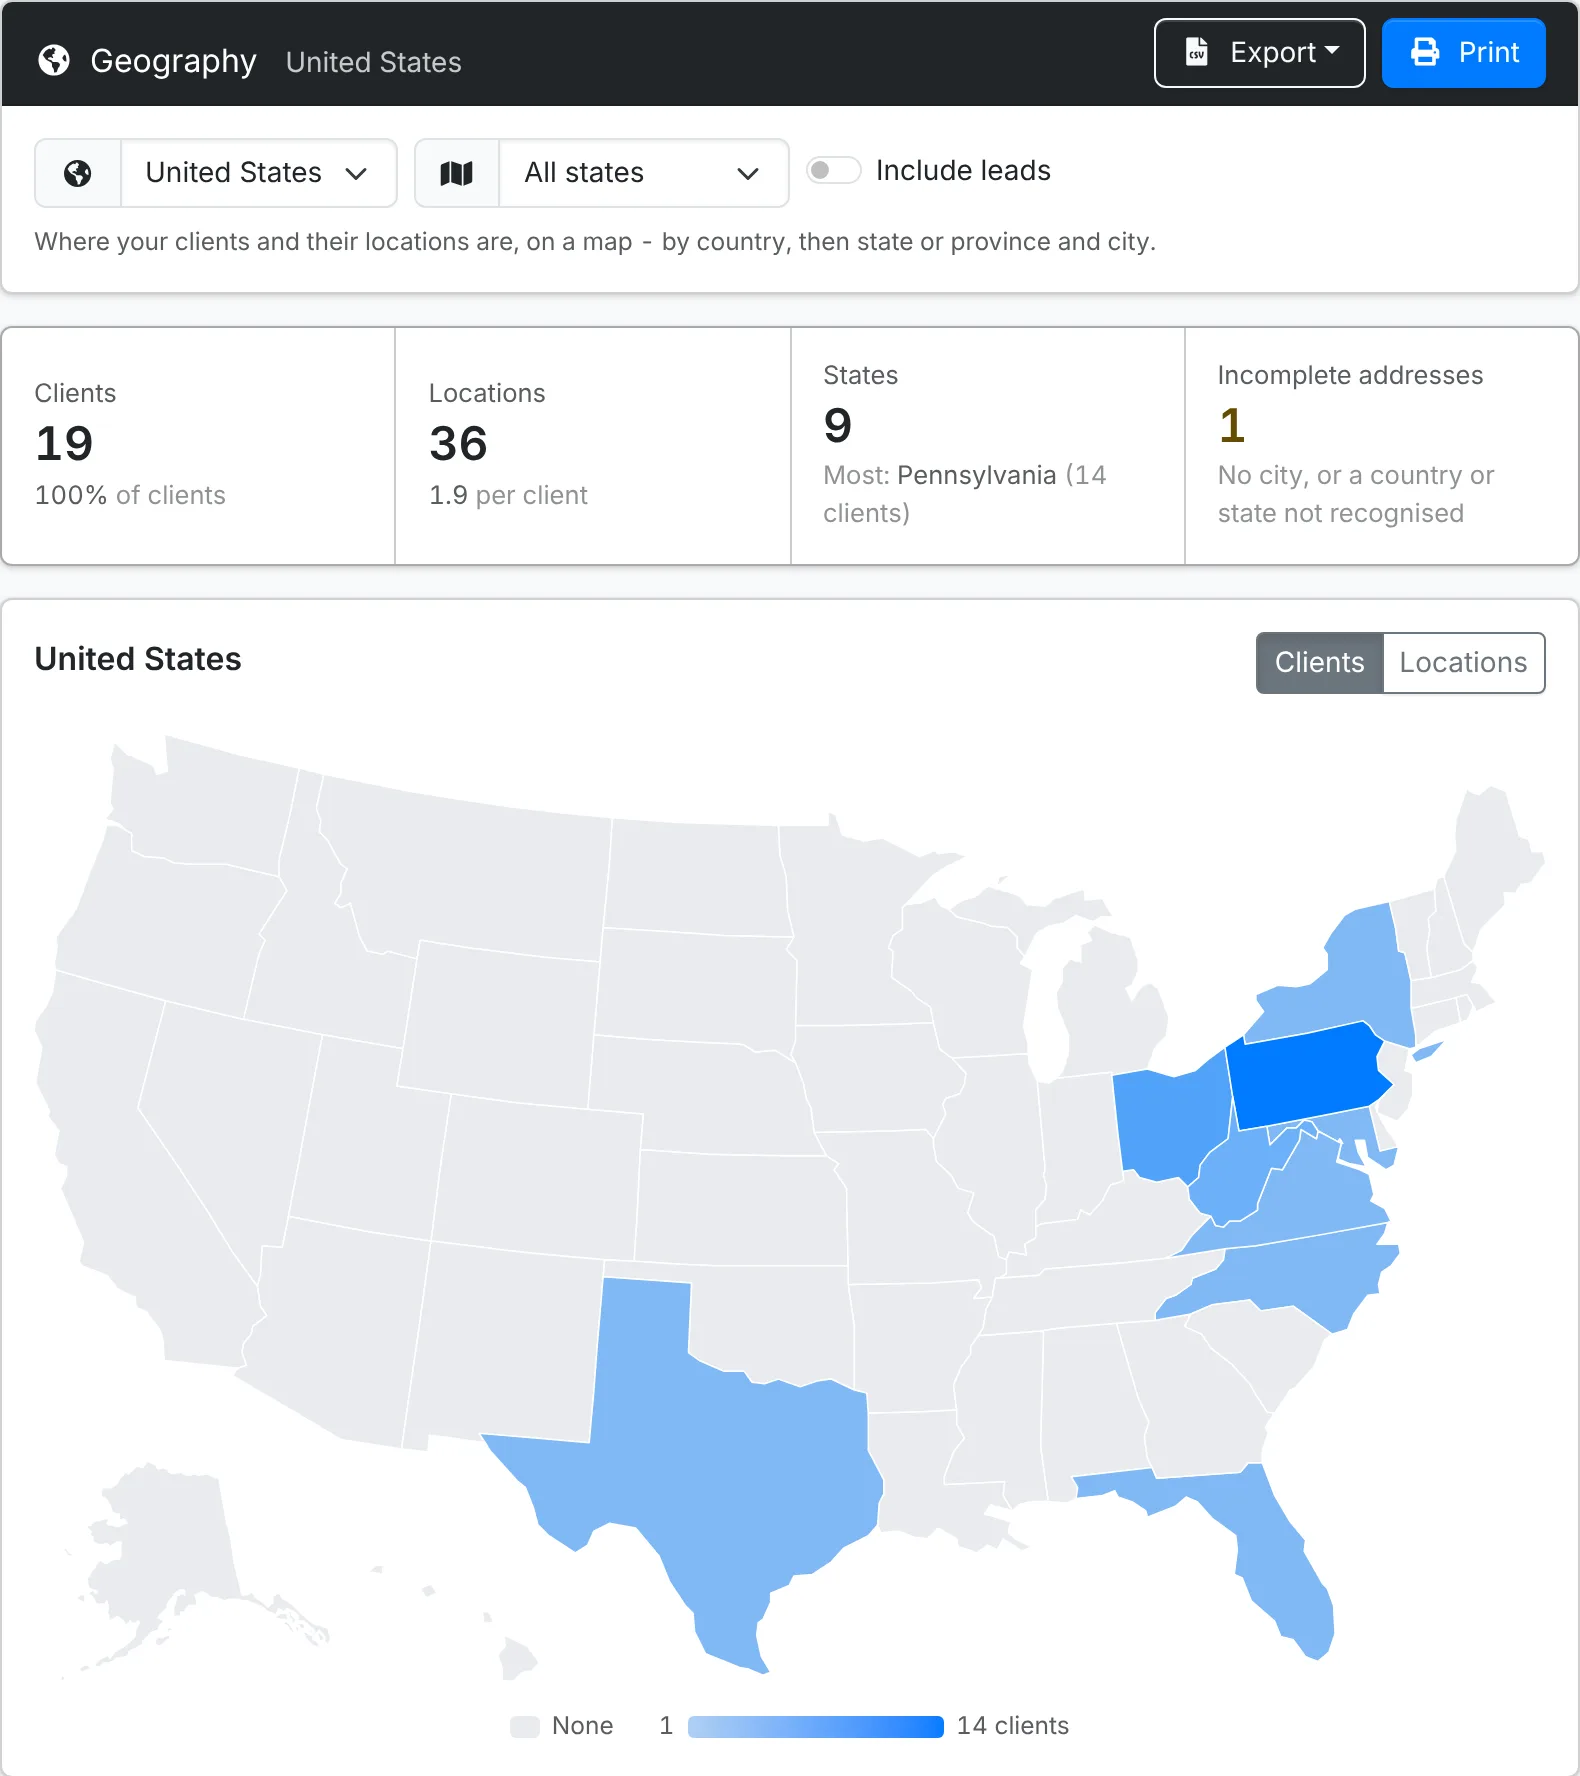 Geography United States
CSV Export
Print
United States
All states
Include leads
Where your clients and their locations are, on a map - by country, then state or province and city.
Clients
19
100% of clients
Locations
36
1.9 per client
States
9
Most: Pennsylvania (14
clients)
Incomplete addresses
1
No city, or a country or
state not recognised
United States
Clients
Locations
None
1
14 clients